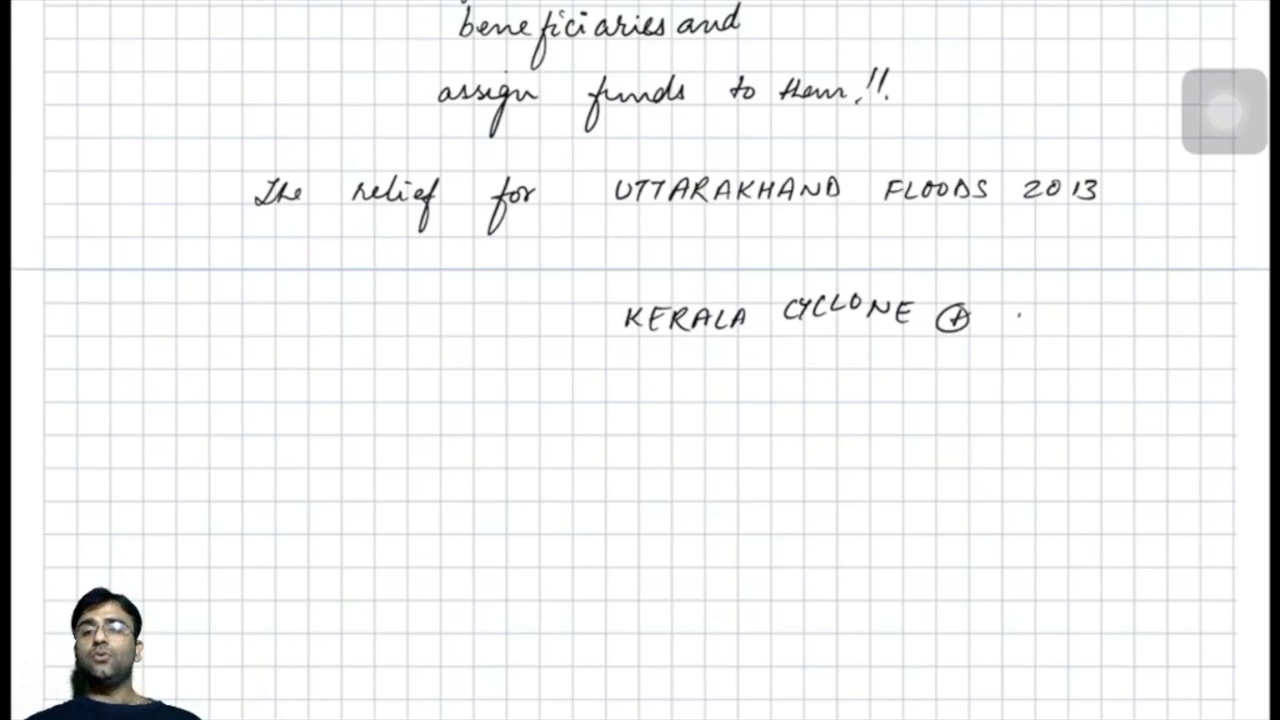 beneficiaries and
assign funds to them!!.
The relief for UTTARAKHAND FLOODS 2013
KERALA CYCLONE +